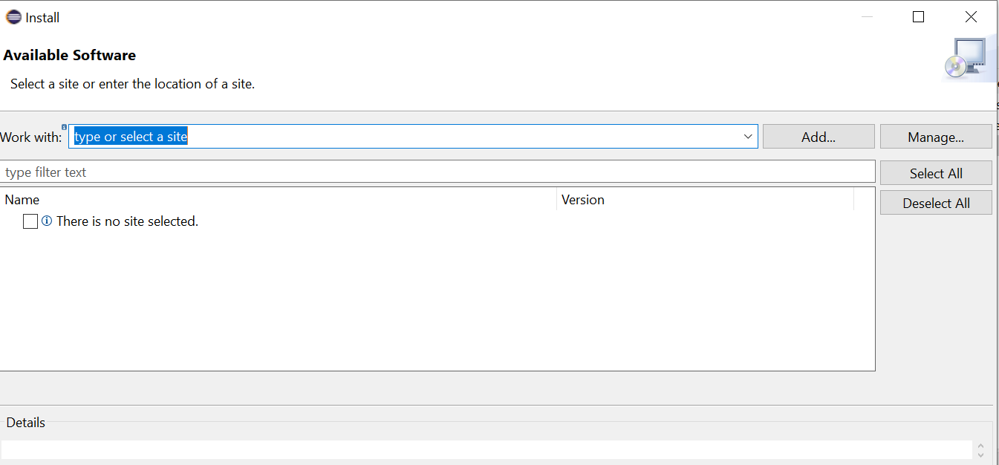 Install
Available Software
Select a site or enter the location of a site.
Work with: type or select a site Add... Manage...
type filter text Select All
Name Version Deselect All
There is no site selected.
Details